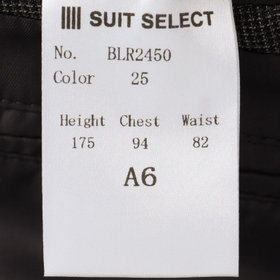 SUIT SELECT
No. BLR2450
Color 25
Height Chest Waist
175 94 82
A6